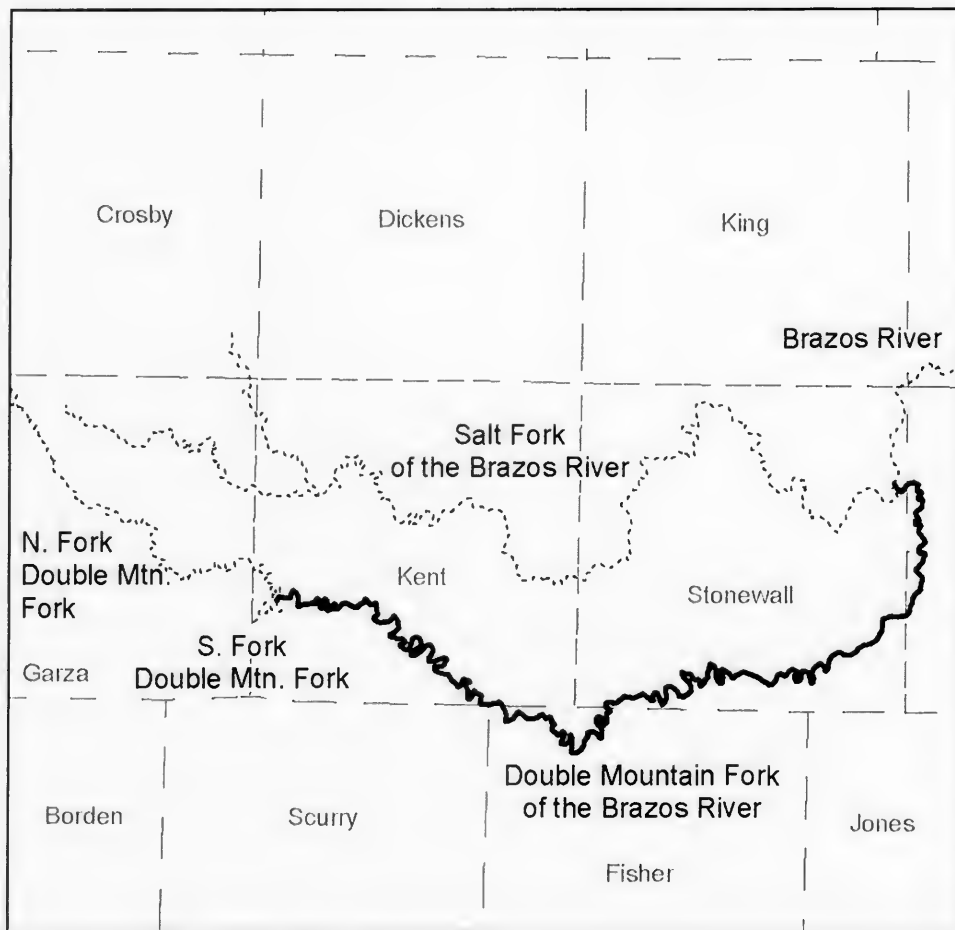 Crosby
Dickens
King
Brazos River
Salt Fork
of the Brazos River
N. Fork
Double Mtn.
Fork
Kent
Stonewall
S. Fork
Double Mtn. Fork
Garza
Double Mountain Fork
of the Brazos River
Borden
Scurry
Jones
Fisher